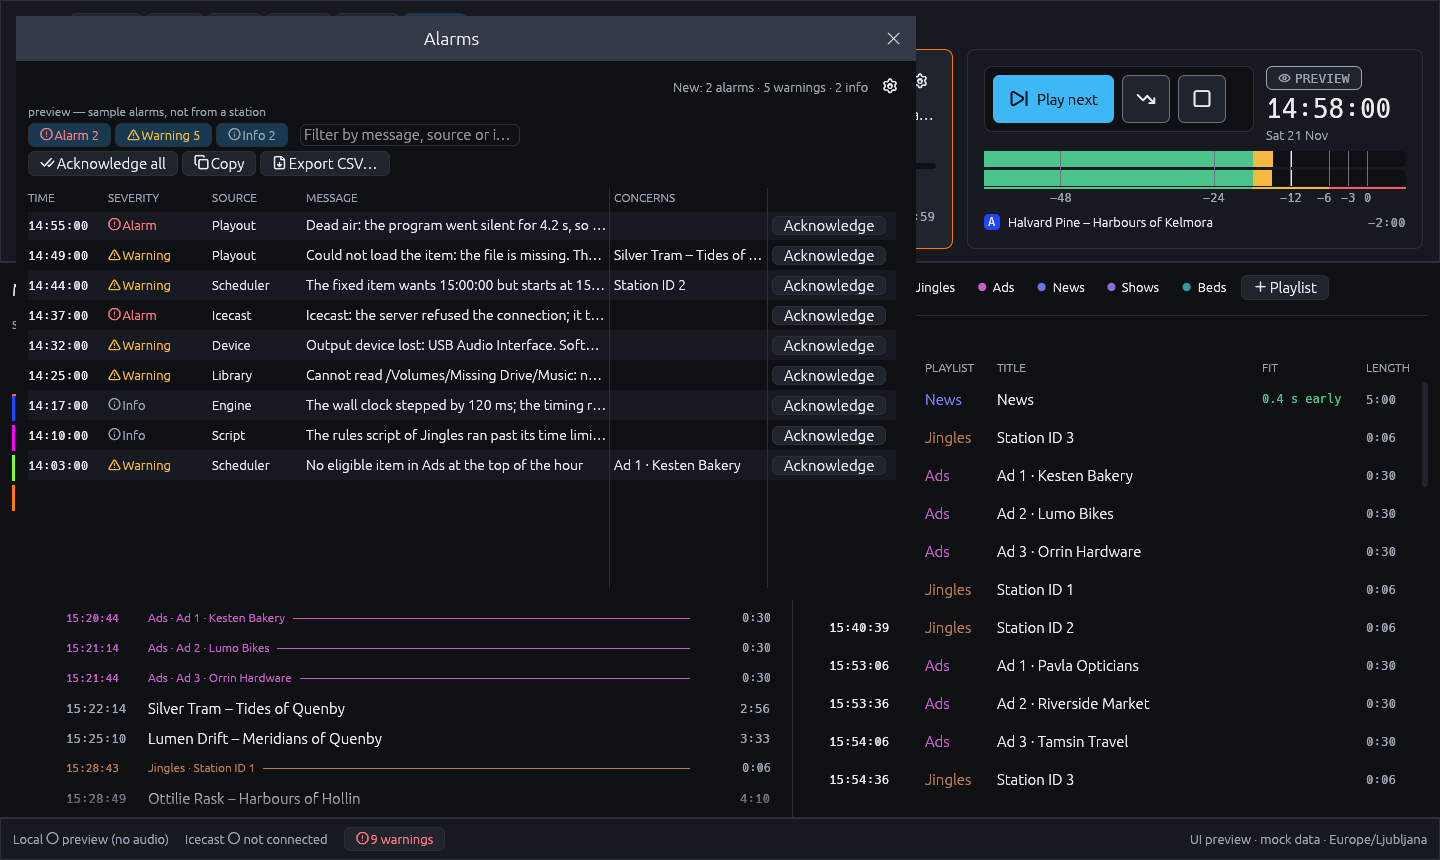 Alarms
New: 2 alarms · 5 warnings · 2 info
preview — sample alarms, not from a station
Alarm 2 Warning 5 Info 2 Filter by message, source or i…
Acknowledge all Copy Export CSV…
TIME SEVERITY SOURCE MESSAGE CONCERNS
14:55:00 Alarm Playout Dead air: the program went silent for 4.2 s, so … Acknowledge
14:49:00 Warning Playout Could not load the item: the file is missing. Th… Silver Tram – Tides of … Acknowledge
14:44:00 Warning Scheduler The fixed item wants 15:00:00 but starts at 15… Station ID 2 Acknowledge
14:37:00 Alarm Icecast Icecast: the server refused the connection; it t… Acknowledge
14:32:00 Warning Device Output device lost: USB Audio Interface. Soft… Acknowledge
14:25:00 Warning Library Cannot read /Volumes/Missing Drive/Music: n… Acknowledge
14:17:00 Info Engine The wall clock stepped by 120 ms; the timing r… Acknowledge
14:10:00 Info Script The rules script of Jingles ran past its time limi… Acknowledge
14:03:00 Warning Scheduler No eligible item in Ads at the top of the hour Ad 1 · Kesten Bakery Acknowledge
15:20:44 Ads · Ad 1 · Kesten Bakery 0:30
15:21:14 Ads · Ad 2 · Lumo Bikes 0:30
15:21:44 Ads · Ad 3 · Orrin Hardware 0:30
15:22:14 Silver Tram – Tides of Quenby 2:56
15:25:10 Lumen Drift – Meridians of Quenby 3:33
15:28:43 Jingles · Station ID 1 0:06
15:28:49 Ottilie Rask – Harbours of Hollin 4:10
a…
:59
Play next
PREVIEW
14:58:00
Sat 21 Nov
−48 −24 −12 −6 −3 0
A Halvard Pine – Harbours of Kelmora −2:00
Jingles Ads News Shows Beds + Playlist
PLAYLIST TITLE FIT LENGTH
News News 0.4 s early 5:00
Jingles Station ID 3 0:06
Ads Ad 1 · Kesten Bakery 0:30
Ads Ad 2 · Lumo Bikes 0:30
Ads Ad 3 · Orrin Hardware 0:30
Jingles Station ID 1 0:06
15:40:39 Jingles Station ID 2 0:06
15:53:06 Ads Ad 1 · Pavla Opticians 0:30
15:53:36 Ads Ad 2 · Riverside Market 0:30
15:54:06 Ads Ad 3 · Tamsin Travel 0:30
15:54:36 Jingles Station ID 3 0:06
Local preview (no audio) Icecast not connected 9 warnings UI preview · mock data · Europe/Ljubljana